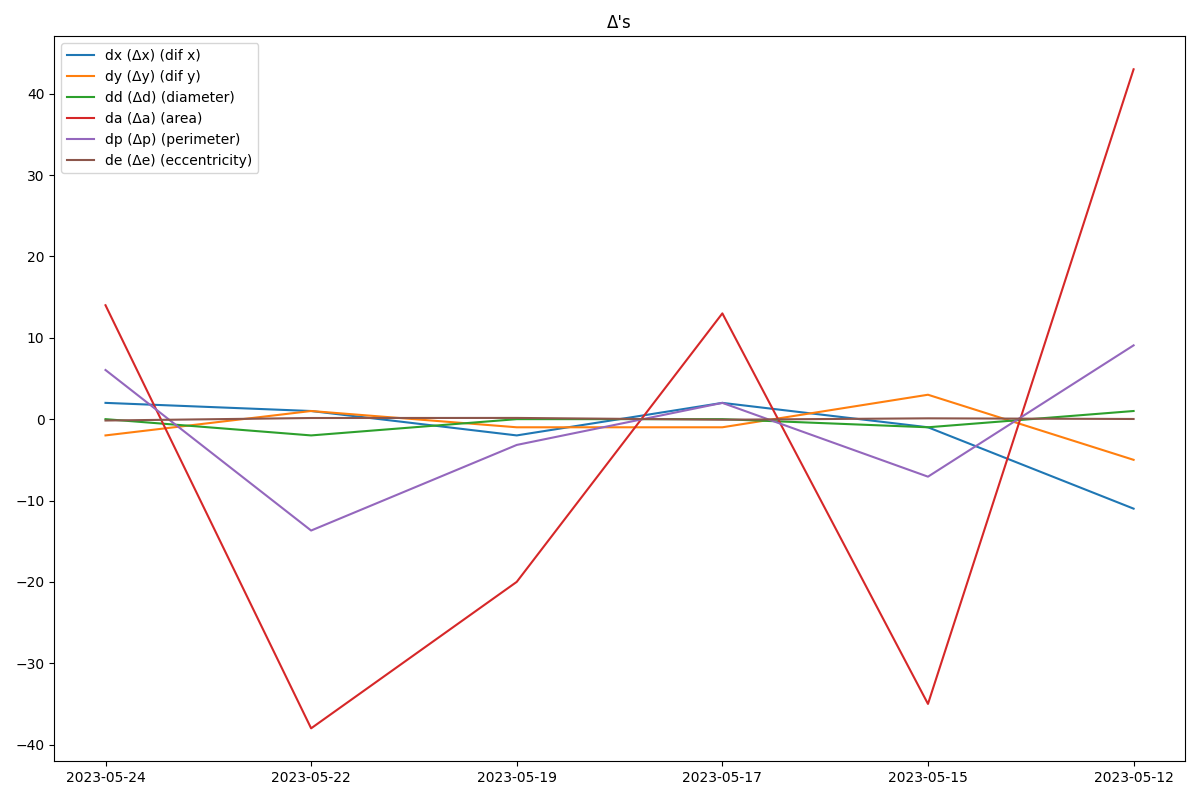 Δ's
dx (Δx) (dif x)
dy (Δy) (dif y)
dd (Δd) (diameter)
da (Δa) (area)
dp (Δp) (perimeter)
de (Δe) (eccentricity)
40
30
20
10
0
−10
−20
−30
−40
2023-05-24 2023-05-22 2023-05-19 2023-05-17 2023-05-15 2023-05-12